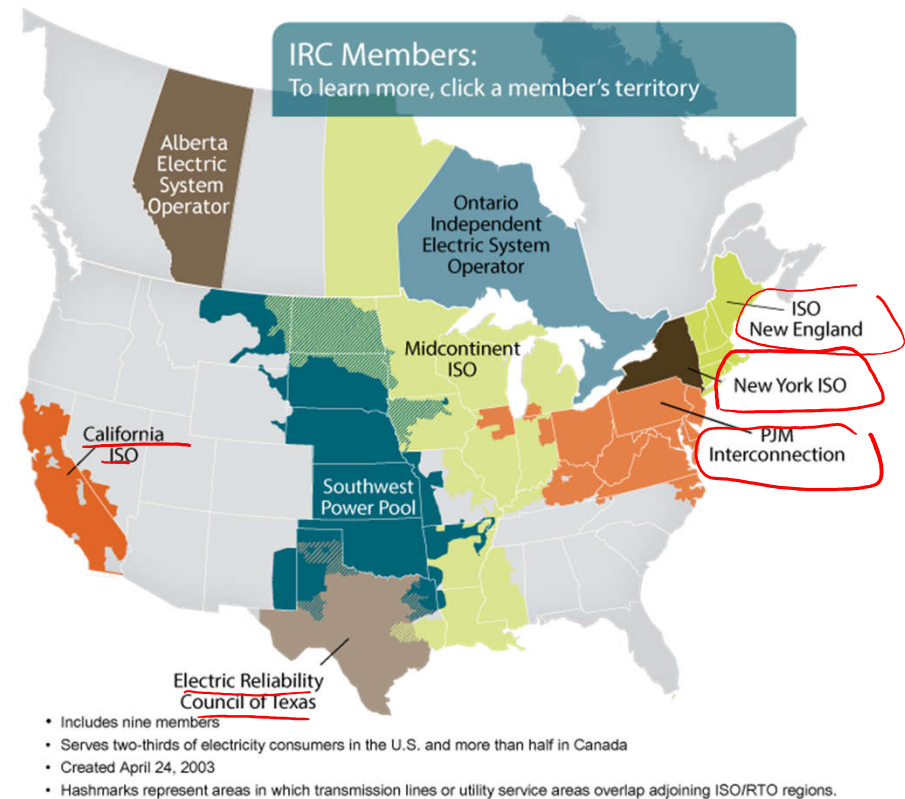 IRC Members:
To learn more, click a member's territory
Alberta
Electric
System
Operator
Ontario
Independent
Electric System
Operator
ISO
New England
Midcontinent
ISO
New York ISO
California
ISO
PJM
Interconnection
Southwest
Power Pool
Electric Reliability
Council of Texas
• Includes nine members
• Serves two-thirds of electricity consumers in the U.S. and more than half in Canada
• Created April 24, 2003
• Hashmarks represent areas in which transmission lines or utility service areas overlap adjoining ISO/RTO regions.